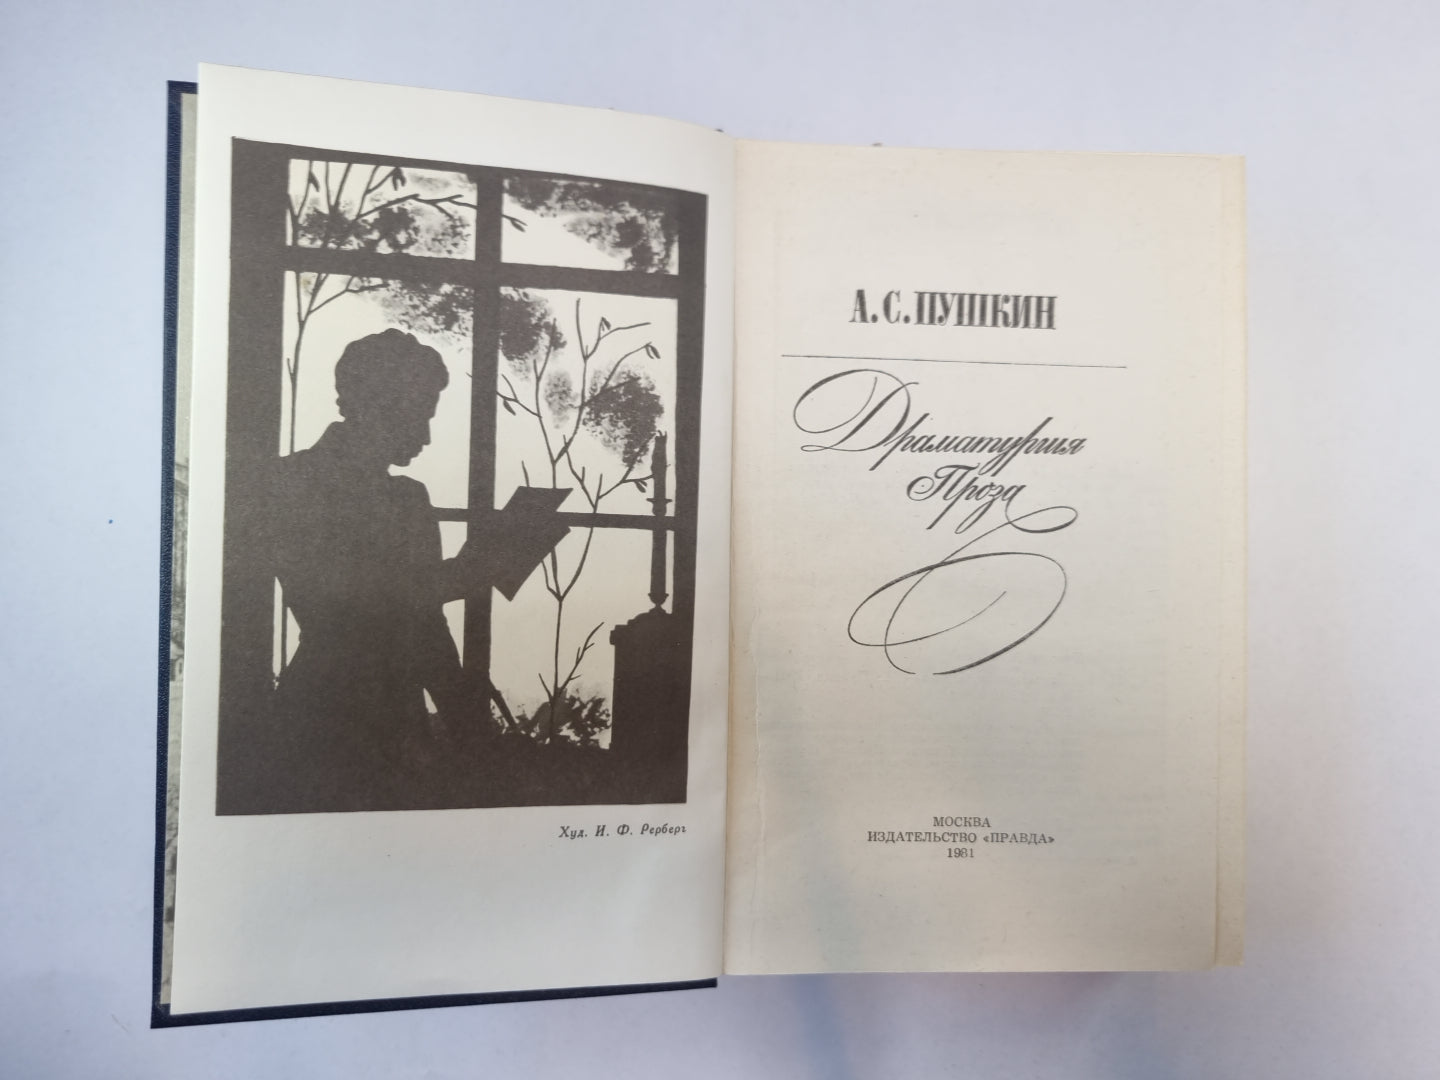 Худ. И. Ф. Рерберг
А. С. ПУШКИН
Драматургия
Проза
МОСКВА
ИЗДАТЕЛЬСТВО «ПРАВДА»
1981